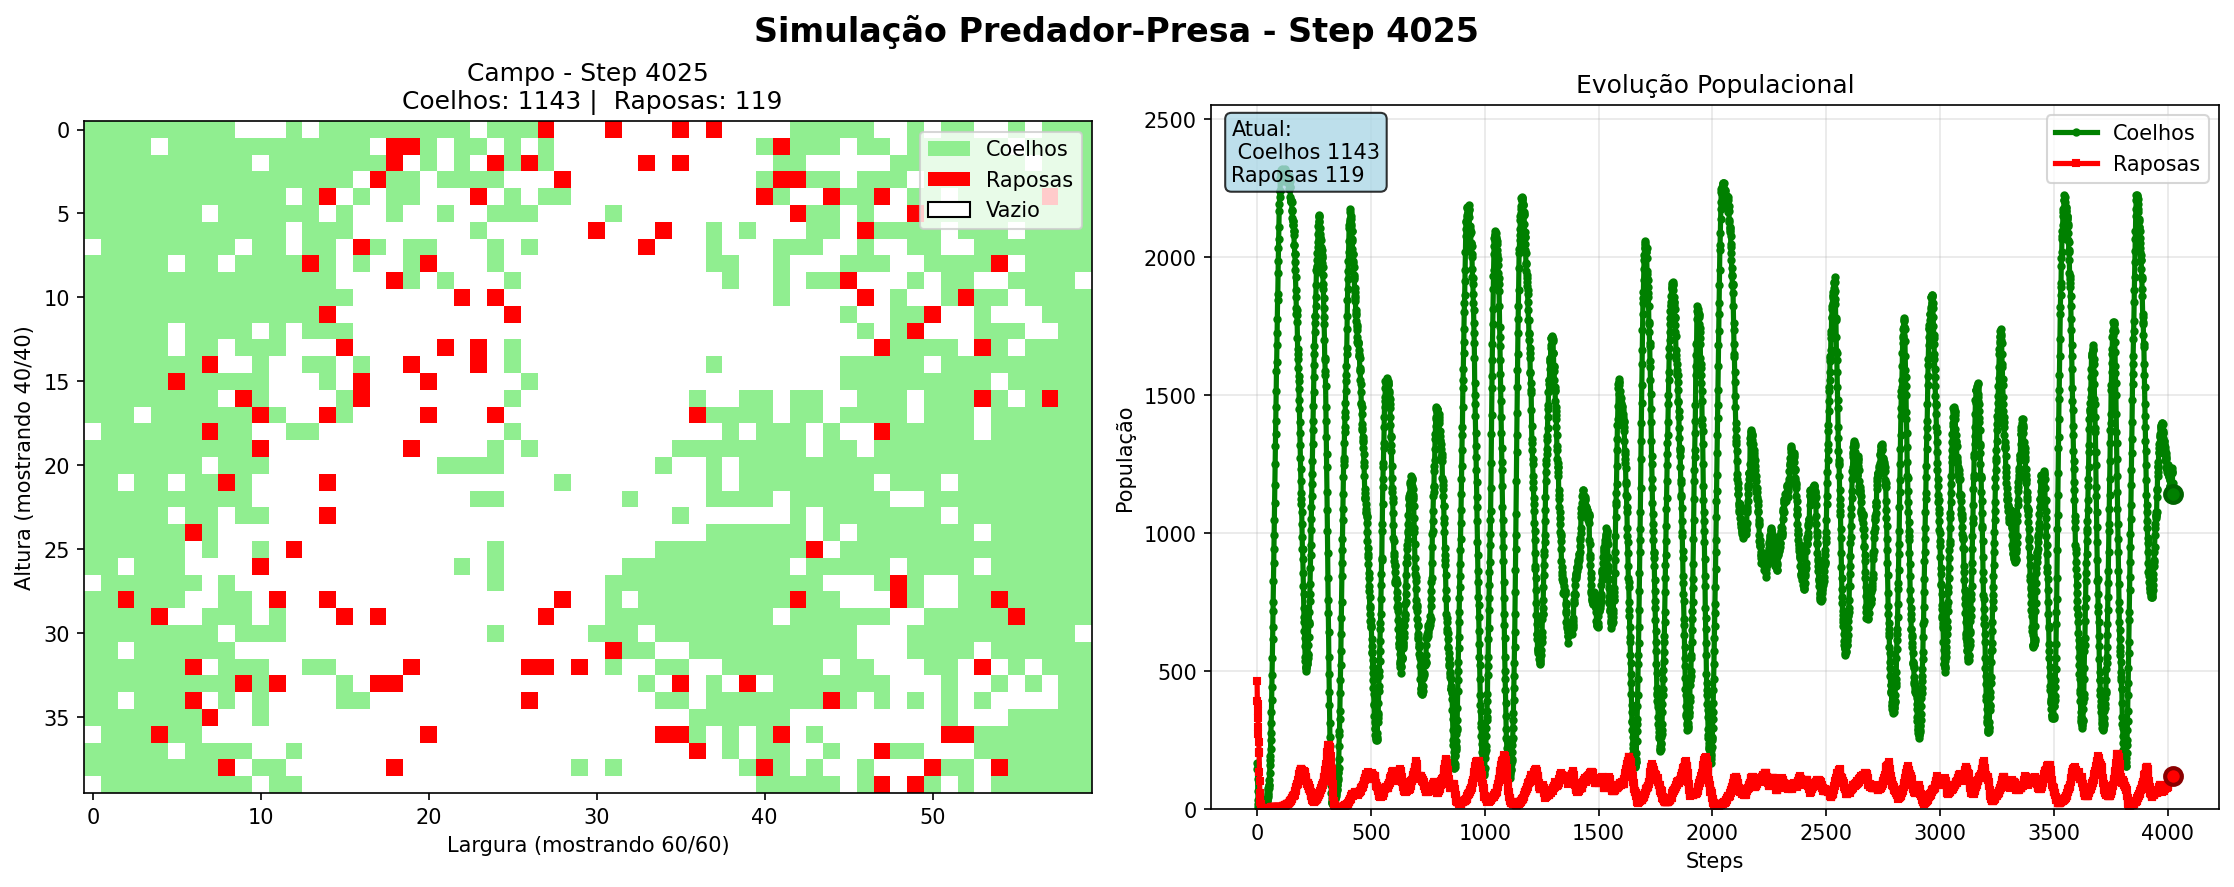 Simulação Predador-Presa - Step 4025
Campo - Step 4025
Coelhos: 1143 |  Raposas: 119
0
5
10
15
20
25
30
35
Altura (mostrando 40/40)
0
10
20
30
40
50
Largura (mostrando 60/60)
Coelhos
Raposas
Vazio
Evolução Populacional
2500
2000
1500
1000
500
0
População
0
500
1000
1500
2000
2500
3000
3500
4000
Steps
Atual:
Coelhos 1143
Raposas 119
Coelhos
Raposas